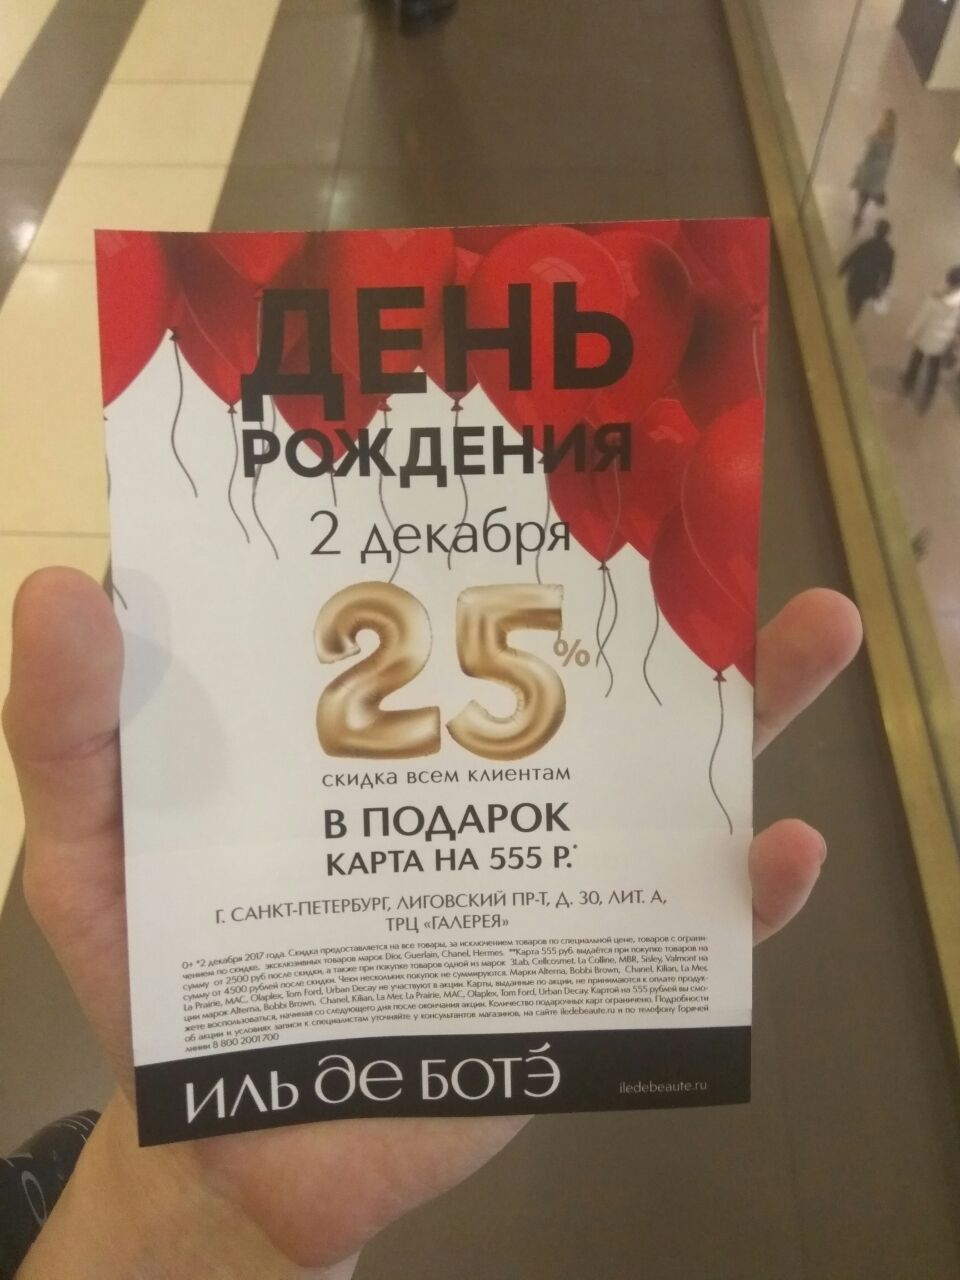 ДЕНЬ
РОЖДЕНИЯ
2 декабря
25%
скидка всем клиентам
В ПОДАРОК
КАРТА НА 555 Р.*
Г. САНКТ-ПЕТЕРБУРГ, ЛИГОВСКИЙ ПР-Т, Д. 30, ЛИТ. А,
ТРЦ «ГАЛЕРЕЯ»
0+ *2 декабря 2017 года. Скидка предоставляется на все товары, за исключением товаров по специальной цене, товаров с ограни-
чением по скидке, эксклюзивных товаров марок Dior, Guerlain, Chanel, Hermes. **Карта 555 руб. выдаётся при покупке товаров на
сумму от 2500 руб после скидки, а также при покупке товаров одной из марок 3Lab, Cellcosmet, La Colline, MBR, Sisley, Valmont на
сумму от 4500 рублей после скидки. Чеки нескольких покупок не суммируются. Марки Alterna, Bobbi Brown, Chanel, Kilian, La Mer,
La Prairie, MAC, Olaplex, Tom Ford, Urban Decay не участвуют в акции. Карты, выданные по акции, не принимаются к оплате продук-
ции марок Alterna, Bobbi Brown, Chanel, Kilian, La Mer, La Prairie, MAC, Olaplex, Tom Ford, Urban Decay. Картой на 555 рублей вы смо-
жете воспользоваться, начиная со следующего дня после окончания акции. Количество подарочных карт ограничено. Подробности
об акции и условиях записи к специалистам уточняйте у консультантов магазинов, на сайте iledebeaute.ru и по телефону Горячей
линии 8 800 2001700
иль де ботэ
iledebeaute.ru